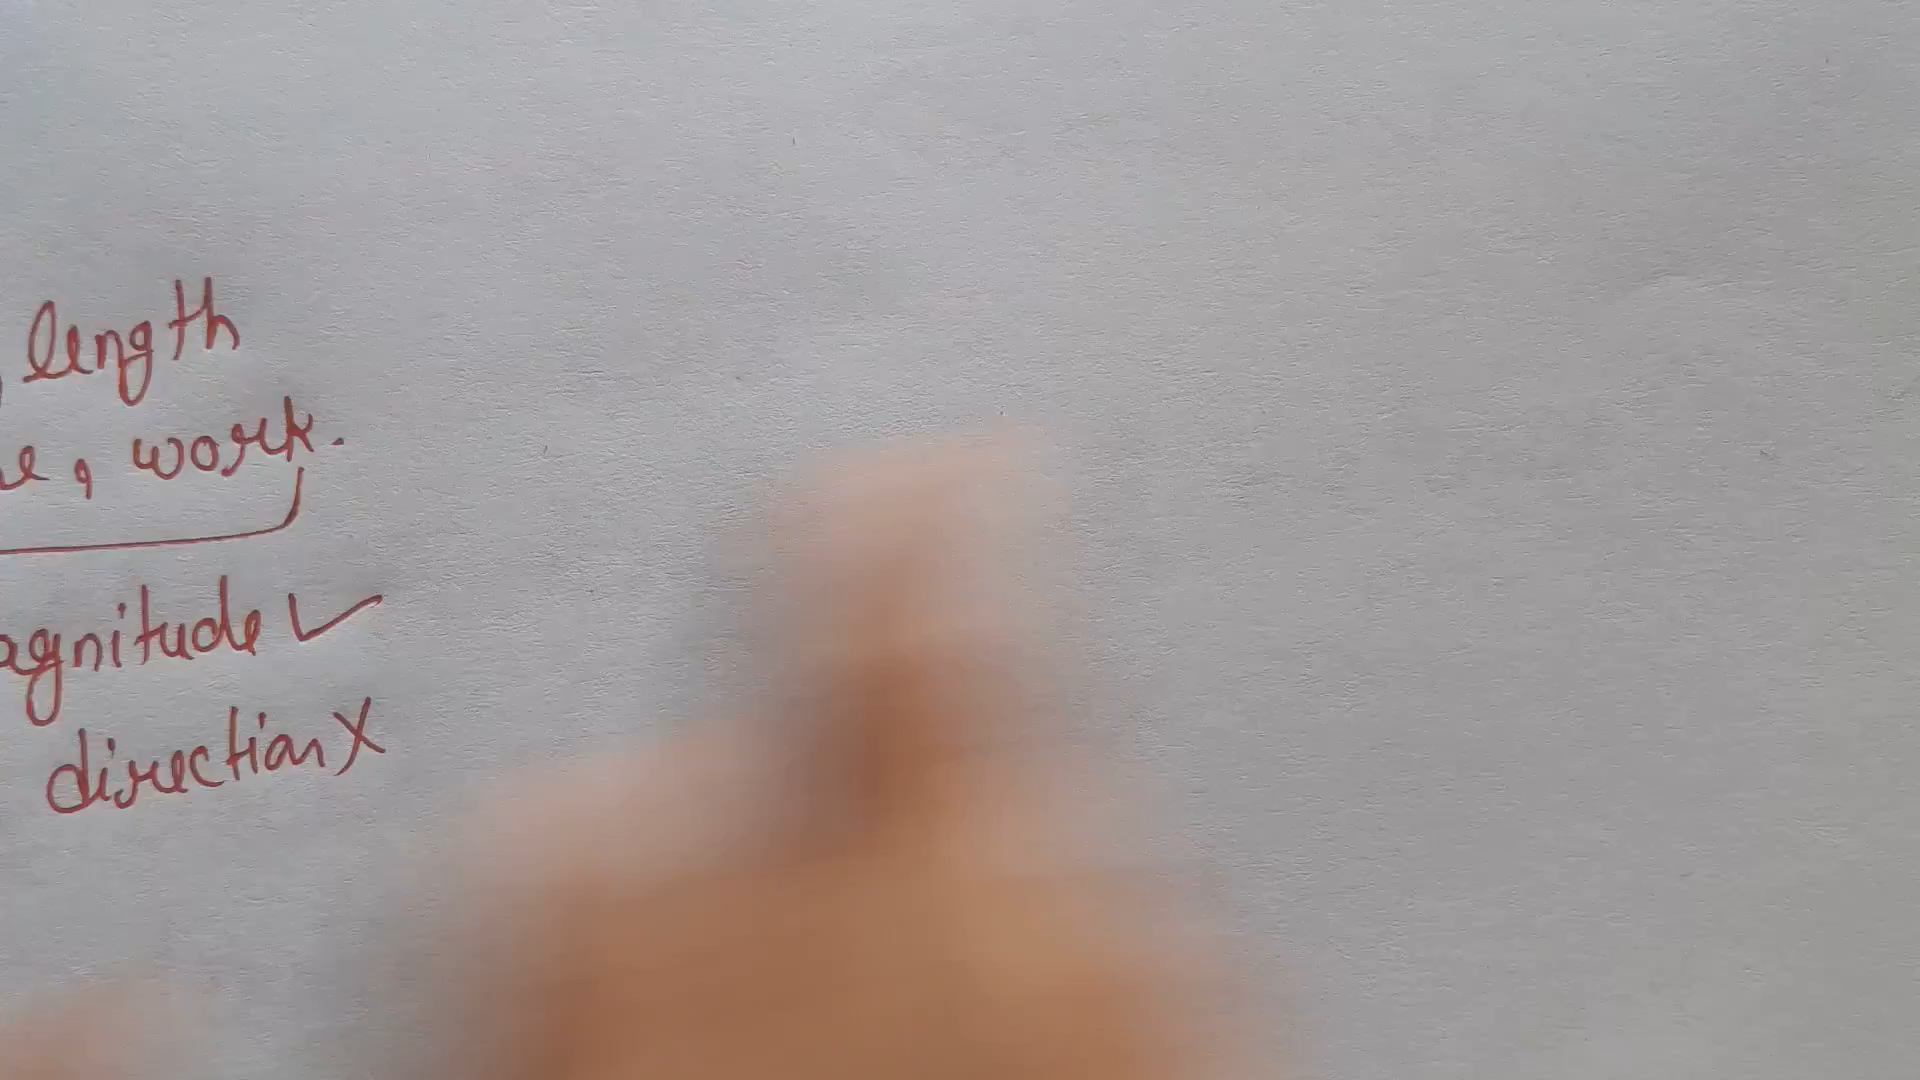 length
, work.
agnitude ✓
direction X